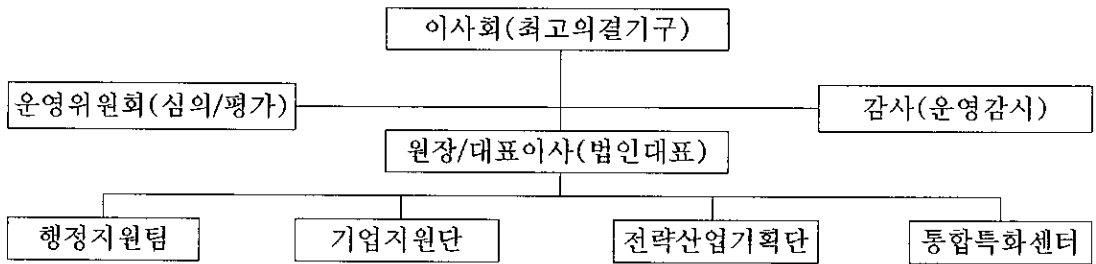 이사회(최고의결기구)
운영위원회(심의/평가)
감사(운영감시)
원장/대표이사(법인대표)
행정지원팀
기업지원단
전략산업기획단
통합특화센터